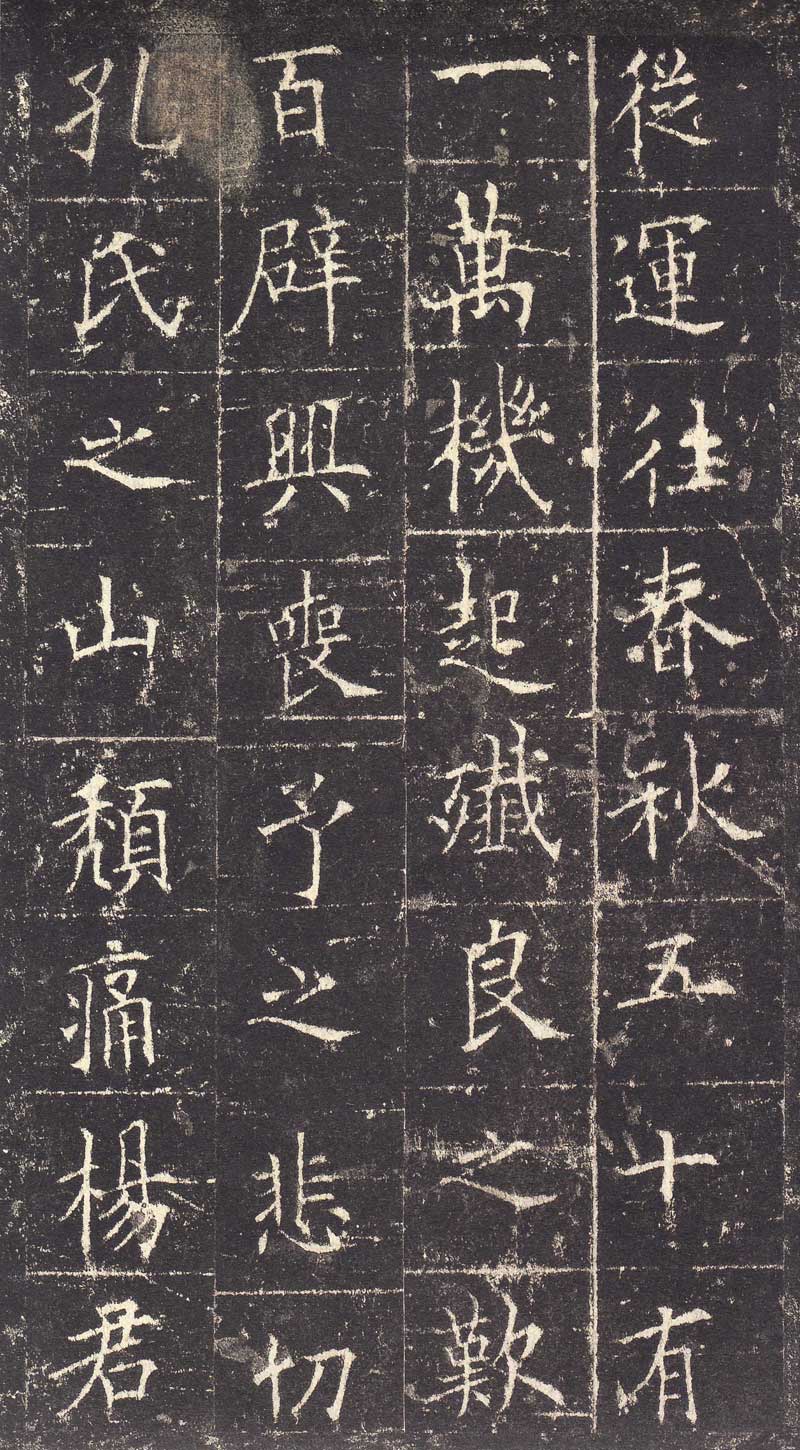 從運往春秋五十有
一萬機起殲良之歎
百辟興喪予之悲切
孔氏之山頹痛楊君